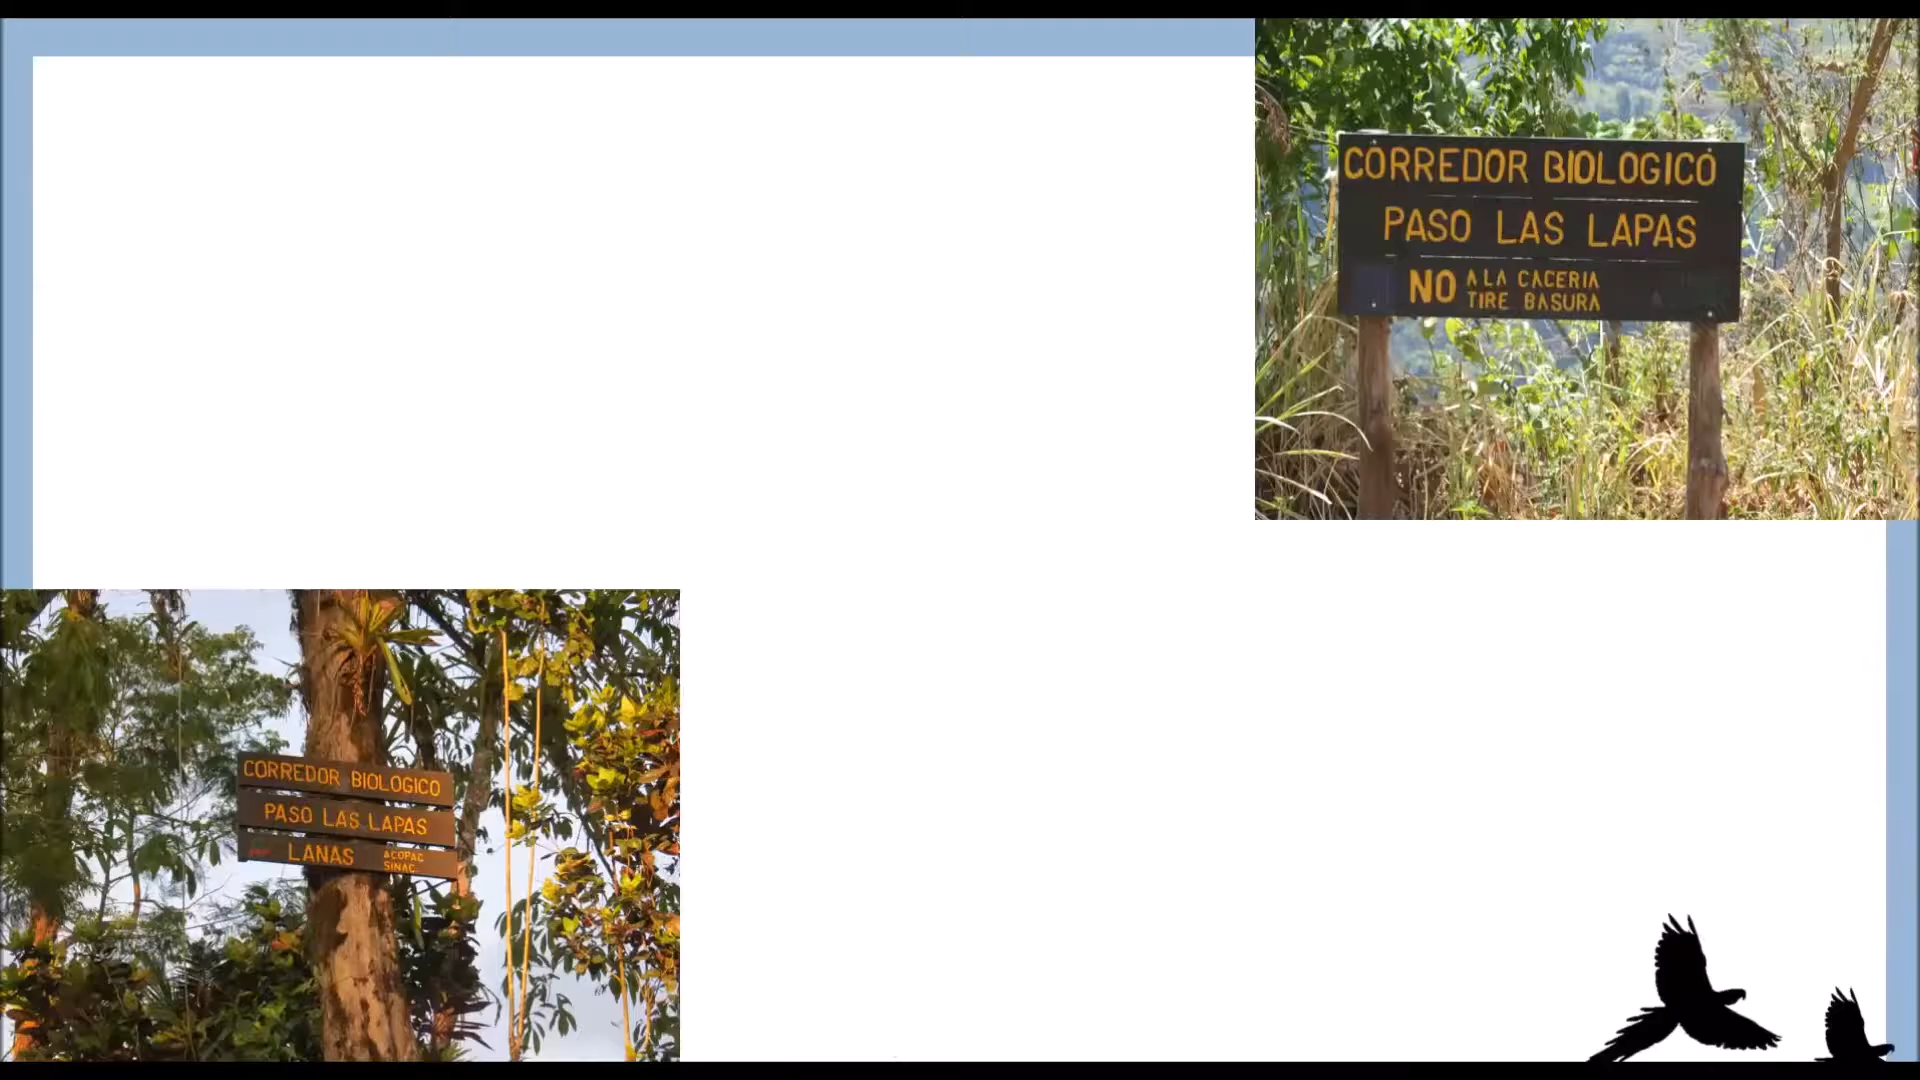 CORREDOR BIOLOGICO
PASO LAS LAPAS
NO A LA CACERIA
TIRE BASURA
CORREDOR BIOLOGICO
PASO LAS LAPAS
LANAS ACOPAC
SINAC